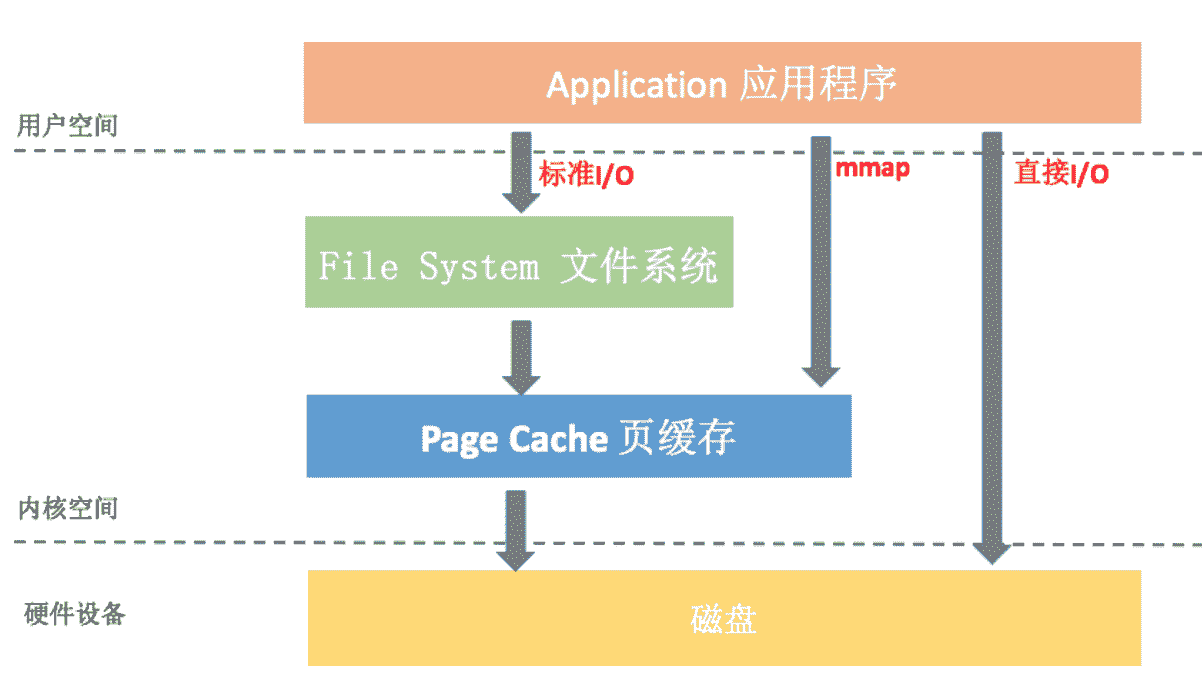 Application 应用程序
用户空间
标准I/O
mmap
直接I/O
File System 文件系统
Page Cache 页缓存
内核空间
硬件设备
磁盘